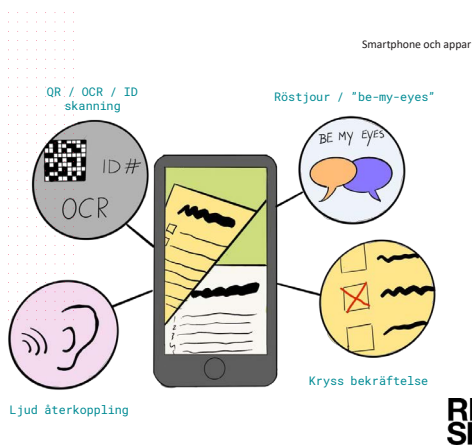 Smartphone och appar
QR / OCR / ID
skanning
Röstjour / "be-my-eyes"
ID#
OCR
BE MY EYES
Ljud återkoppling
Kryss bekräftelse